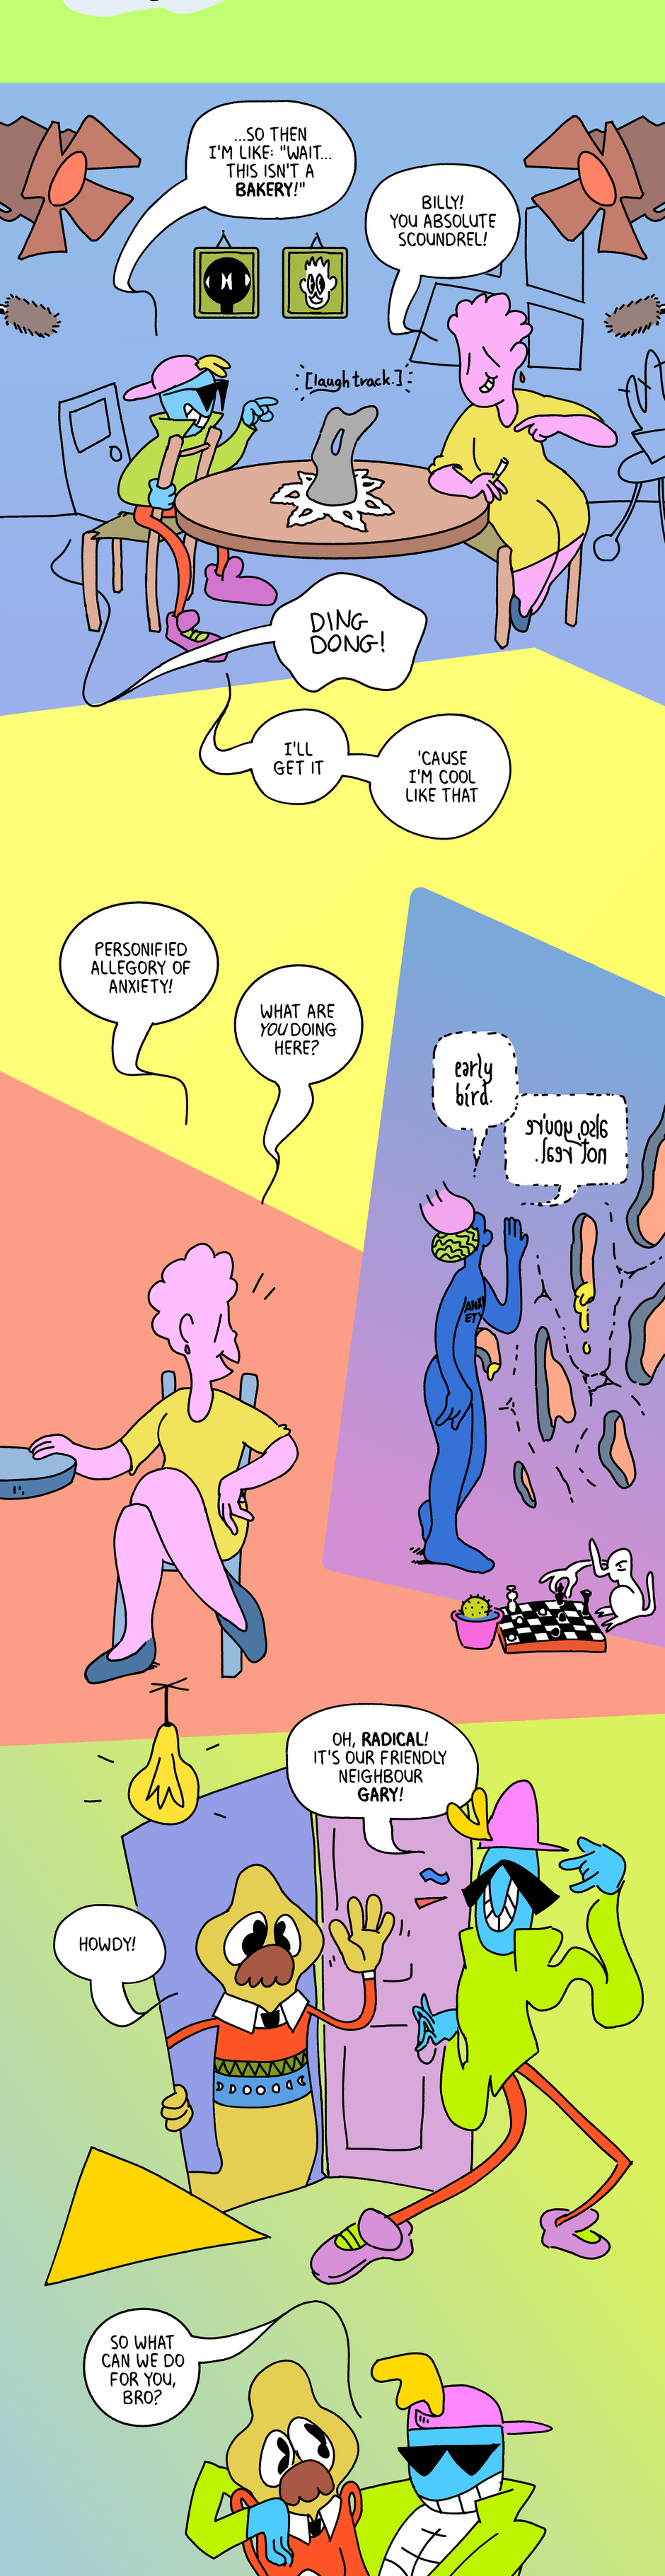 ...SO THEN
I'M LIKE: "WAIT...
THIS ISN'T A
BAKERY!"
BILLY!
YOU ABSOLUTE
SCOUNDREL!
[laugh track.]
DING
DONG!
I'LL
GET IT
'CAUSE
I'M COOL
LIKE THAT
PERSONIFIED
ALLEGORY OF
ANXIETY!
WHAT ARE
YOU DOING
HERE?
early
bird.
also, you're
not real.
ANXI
ET
OH, RADICAL!
IT'S OUR FRIENDLY
NEIGHBOUR
GARY!
HOWDY!
SO WHAT
CAN WE DO
FOR YOU,
BRO?